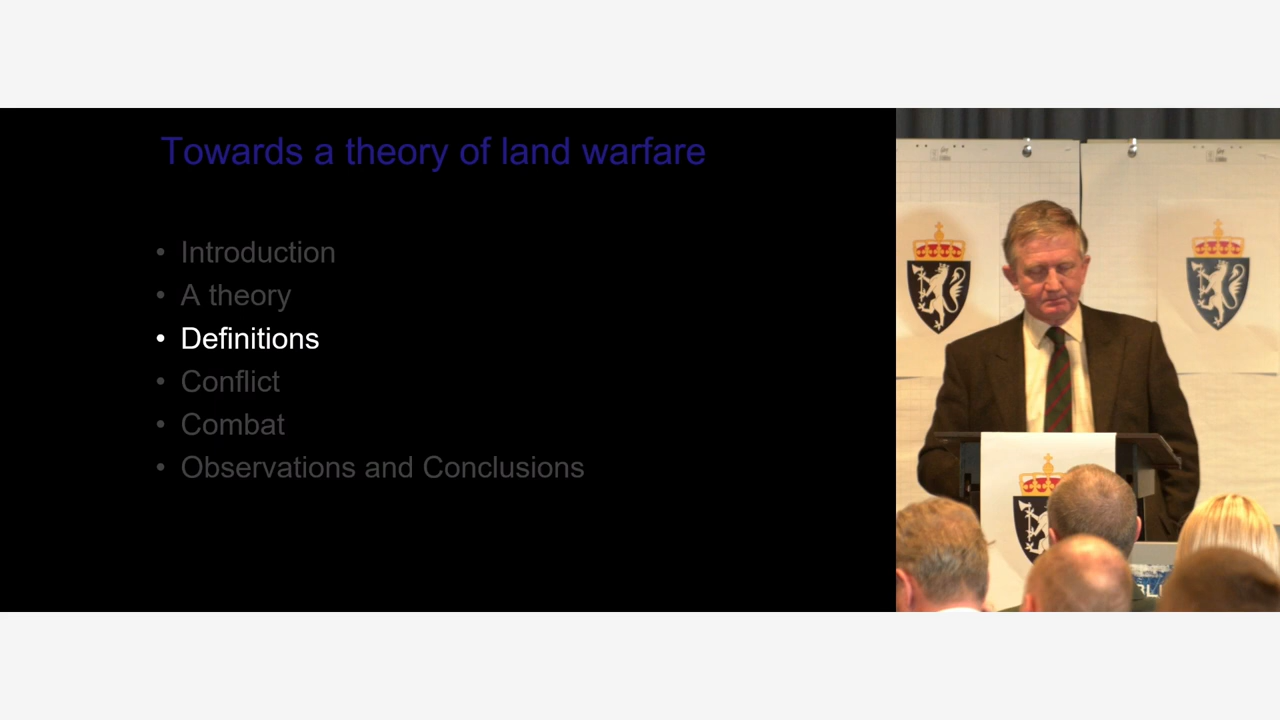 Towards a theory of land warfare
• Introduction
• A theory
• Definitions
• Conflict
• Combat
• Observations and Conclusions